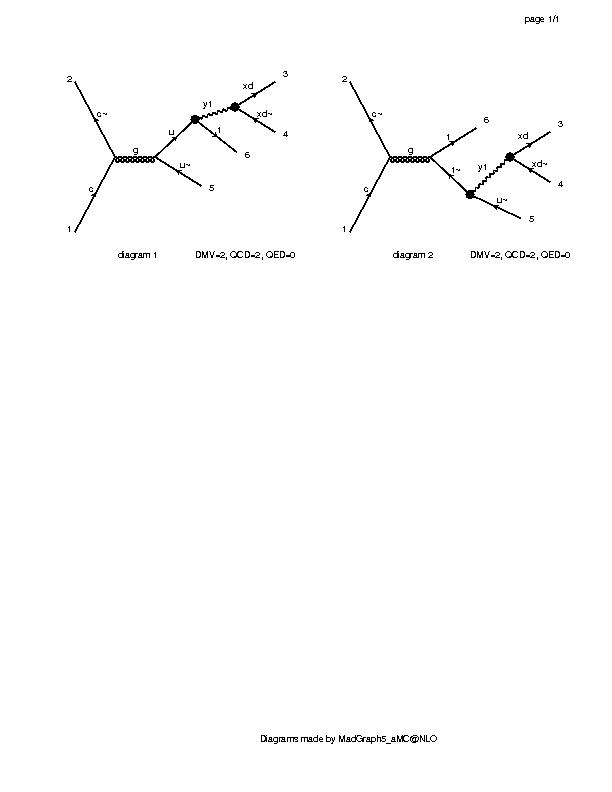 page 1/1
2
c~
c
1
g
u
u~
5
y1
t
6
xd
3
xd~
4
diagram 1
DMV=2, QCD=2, QED=0
2
c~
c
1
g
t
6
t~
y1
xd
3
xd~
4
u~
5
diagram 2
DMV=2, QCD=2, QED=0
Diagrams made by MadGraph5_aMC@NLO